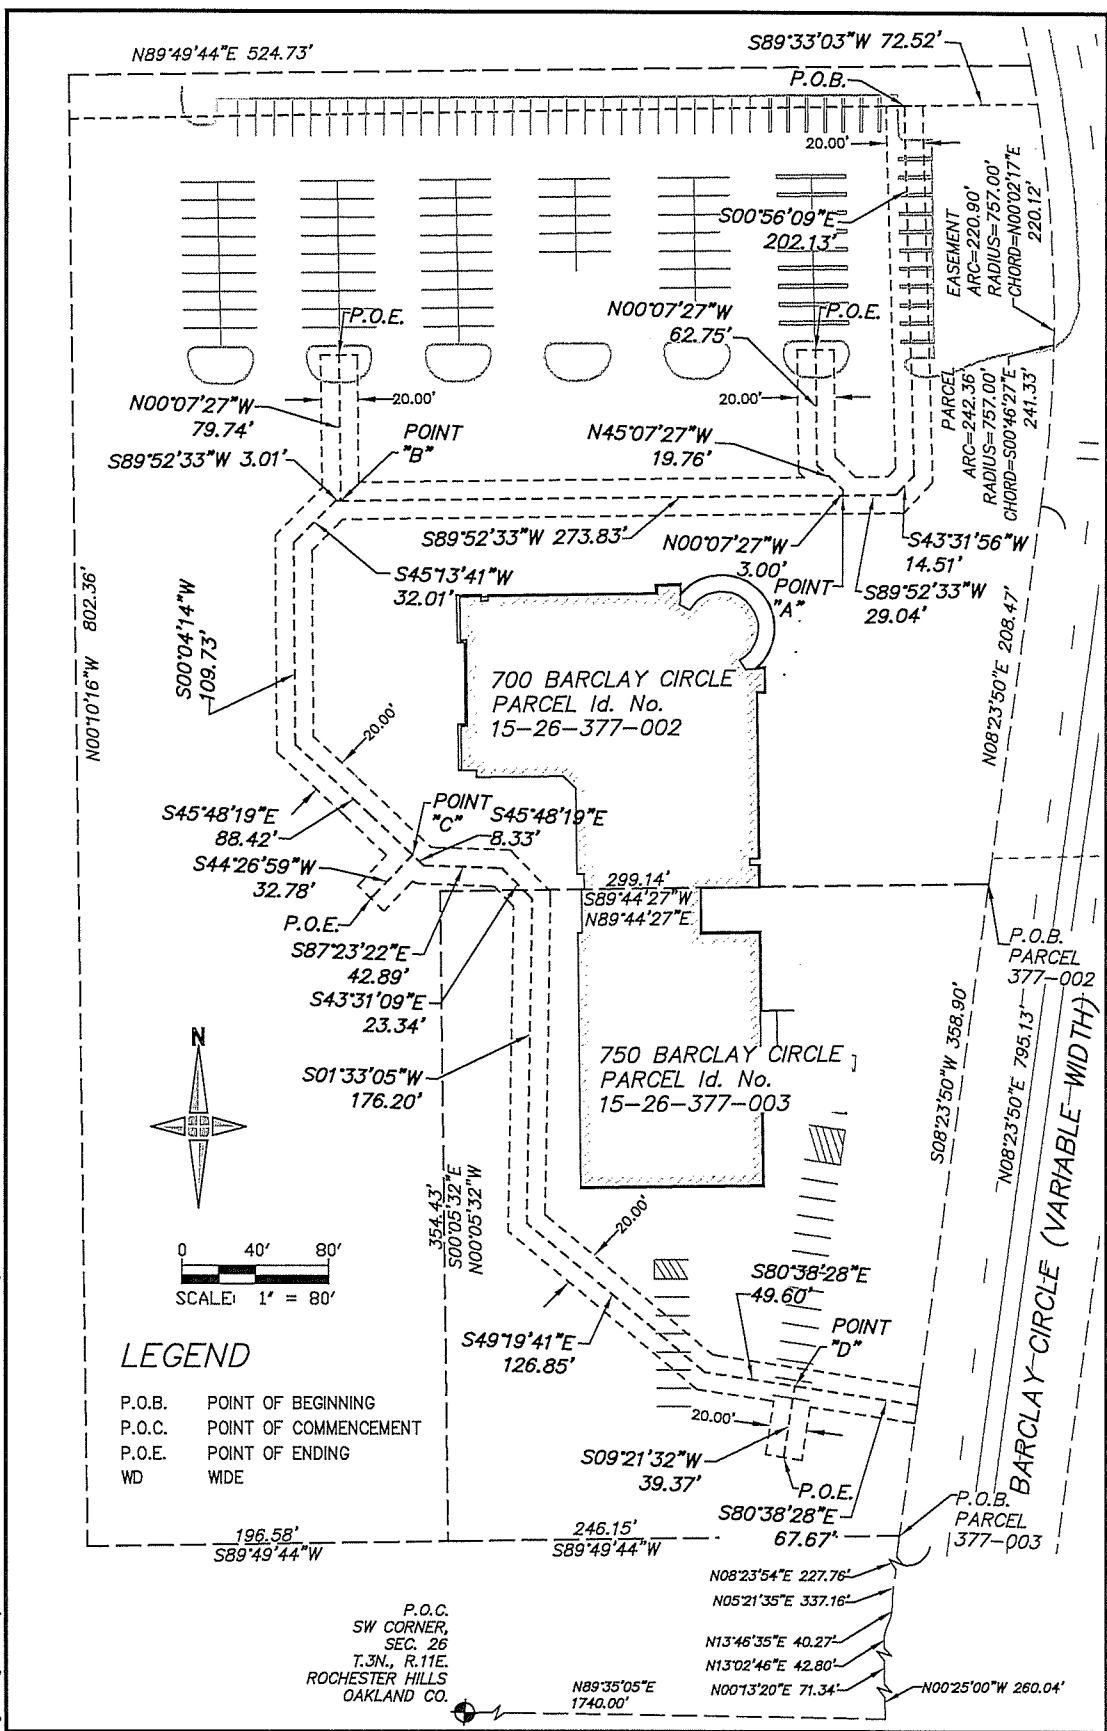 N89°49'44"E 524.73'
S89°33'03"W 72.52'
P.O.B.
20.00'
S00°56'09"E
202.13'
EASEMENT
ARC=220.90'
RADIUS=757.00'
CHORD=N00°02'17"E
220.12'
P.O.E.
N00°07'27"W
62.75'
P.O.E.
N00°07'27"W
79.74'
20.00'
20.00'
PARCEL
ARC=242.36'
RADIUS=757.00'
CHORD=S00°46'27"E
241.33'
POINT
"B"
N45°07'27"W
19.76'
S89°52'33"W 3.01'
S89°52'33"W 273.83'
N00°07'27"W
3.00'
S43°31'56"W
14.51'
POINT
"A"
S89°52'33"W
29.04'
S45°13'41"W
32.01'
N00°10'16"W 802.36'
S00°04'14"W
109.73'
N08°23'50"E 208.47'
700 BARCLAY CIRCLE
PARCEL Id. No.
15-26-377-002
20.00'
S45°48'19"E
88.42'
POINT
"C"
S45°48'19"E
8.33'
S44°26'59"W
32.78'
P.O.E.
299.14'
S89°44'27"W
N89°44'27"E
S87°23'22"E
42.89'
P.O.B.
PARCEL
377-002
S43°31'09"E
23.34'
N
S01°33'05"W
176.20'
750 BARCLAY CIRCLE
PARCEL Id. No.
15-26-377-003
S08°23'50"W 358.90'
N08°23'50"E 795.13'
BARCLAY CIRCLE (VARIABLE WIDTH)
354.43'
S00°05'32"E
N00°05'32"W
20.00'
0 40' 80'
SCALE: 1" = 80'
S80°38'28"E
49.60'
S49°19'41"E
126.85'
POINT
"D"
LEGEND
P.O.B. POINT OF BEGINNING
P.O.C. POINT OF COMMENCEMENT
P.O.E. POINT OF ENDING
WD WIDE
20.00'
S09°21'32"W
39.37'
P.O.E.
S80°38'28"E
67.67'
P.O.B.
PARCEL
377-003
196.58'
S89°49'44"W
246.15'
S89°49'44"W
N08°23'54"E 227.76'
N05°21'35"E 337.16'
N13°46'35"E 40.27'
N13°02'46"E 42.80'
N00°13'20"E 71.34'
N00°25'00"W 260.04'
P.O.C.
SW CORNER,
SEC. 26
T.3N., R.11E.
ROCHESTER HILLS
OAKLAND CO.
N89°35'05"E
1740.00'